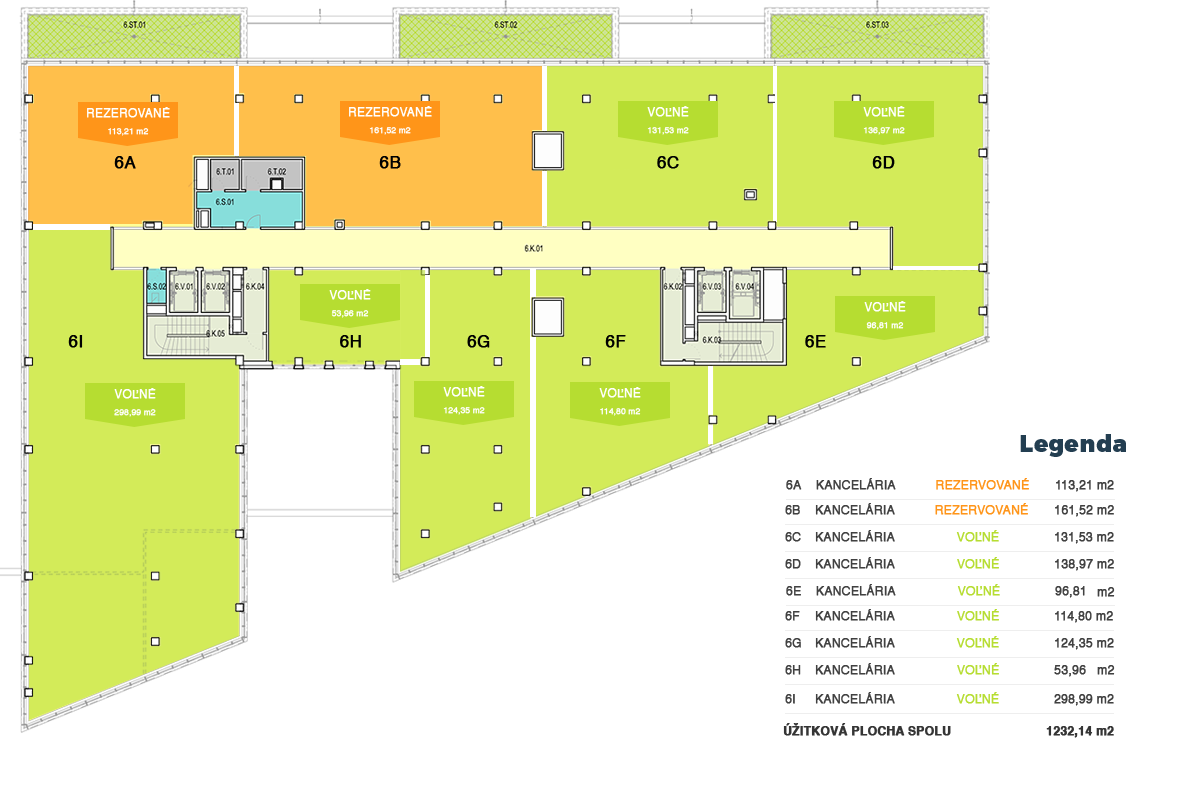 6.ST.01
6.ST.02
6.ST.03
REZEROVANÉ
113,21 m2
6A
REZEROVANÉ
161,52 m2
6B
VOĽNÉ
131,53 m2
6C
VOĽNÉ
138,97 m2
6D
6.T.01
6.T.02
6.S.01
6.K.01
6.S.02
6.V.01
6.V.02
6.K.04
6.K.05
6.K.02
6.V.03
6.V.04
6.K.03
VOĽNÉ
53,96 m2
6H
VOĽNÉ
96,81 m2
6E
6I
6G
6F
VOĽNÉ
298,99 m2
VOĽNÉ
124,35 m2
VOĽNÉ
114,80 m2
Legenda
6A KANCELÁRIA REZERVOVANÉ 113,21 m2
6B KANCELÁRIA REZERVOVANÉ 161,52 m2
6C KANCELÁRIA VOĽNÉ 131,53 m2
6D KANCELÁRIA VOĽNÉ 138,97 m2
6E KANCELÁRIA VOĽNÉ 96,81 m2
6F KANCELÁRIA VOĽNÉ 114,80 m2
6G KANCELÁRIA VOĽNÉ 124,35 m2
6H KANCELÁRIA VOĽNÉ 53,96 m2
6I KANCELÁRIA VOĽNÉ 298,99 m2
ÚŽITKOVÁ PLOCHA SPOLU 1232,14 m2